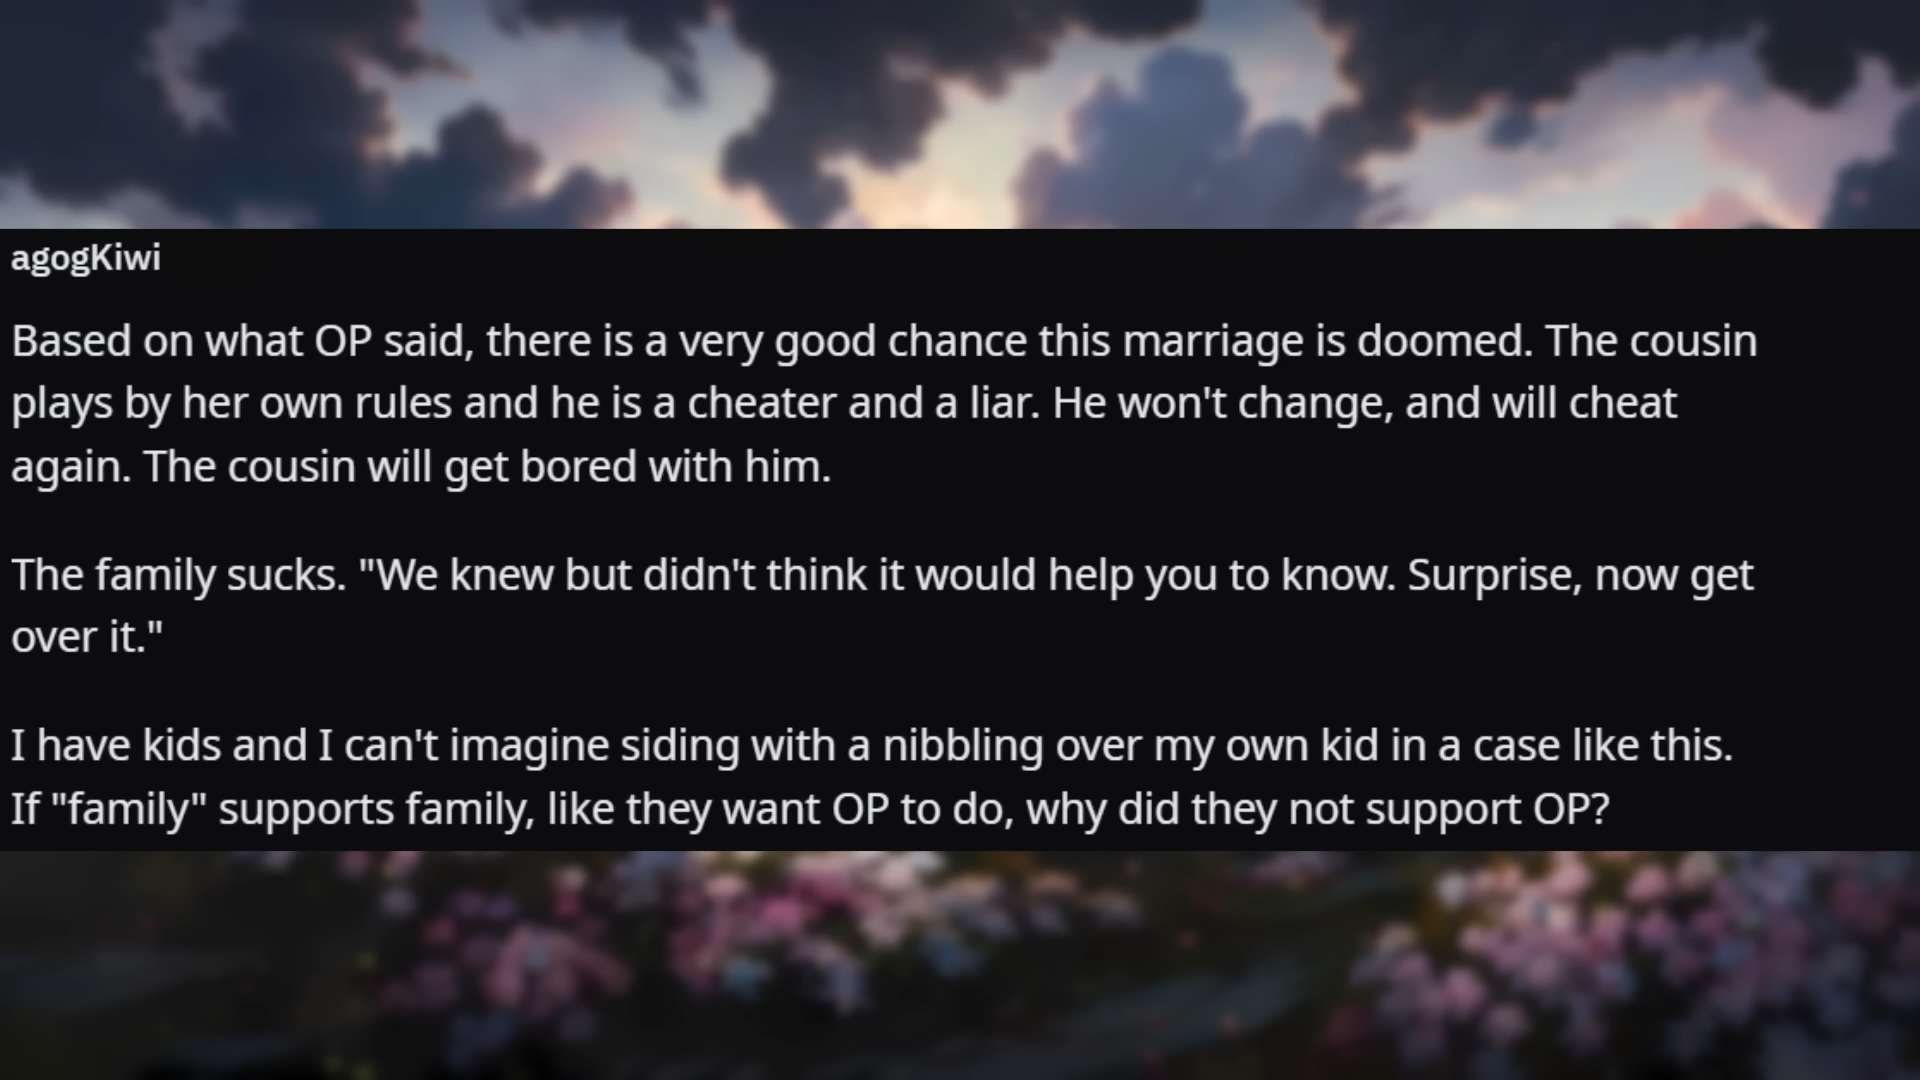 agogKiwi
Based on what OP said, there is a very good chance this marriage is doomed. The cousin
plays by her own rules and he is a cheater and a liar. He won't change, and will cheat
again. The cousin will get bored with him.
The family sucks. "We knew but didn't think it would help you to know. Surprise, now get
over it."
I have kids and I can't imagine siding with a nibbling over my own kid in a case like this.
If "family" supports family, like they want OP to do, why did they not support OP?